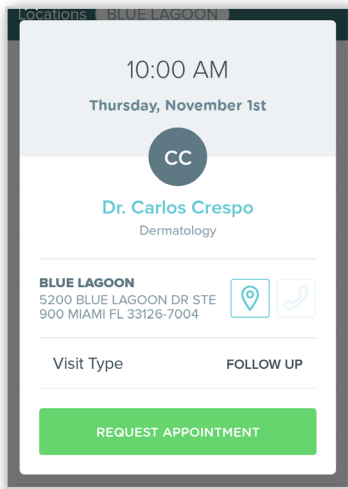 Locations BLUE LAGOON
10:00 AM
Thursday, November 1st
CC
Dr. Carlos Crespo
Dermatology
BLUE LAGOON
5200 BLUE LAGOON DR STE
900 MIAMI FL 33126-7004
Visit Type FOLLOW UP
REQUEST APPOINTMENT